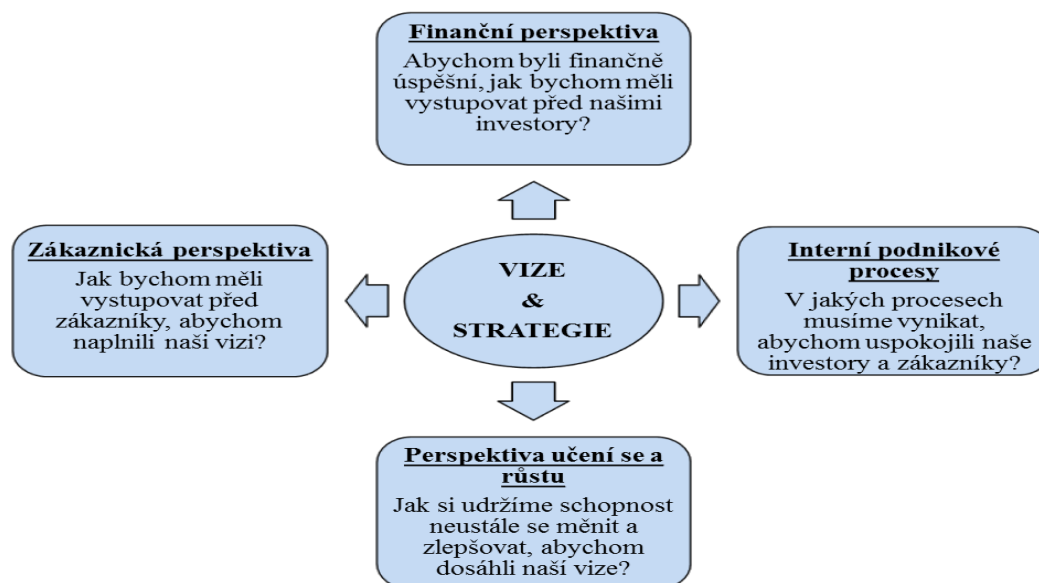 Finanční perspektiva
Abychom byli finančně
úspěšní, jak bychom měli
vystupovat před našimi
investory?
Zákaznická perspektiva
Jak bychom měli
vystupovat před
zákazníky, abychom
naplnili naší vizi?
VIZE
&
STRATEGIE
Interní podnikové
procesy
V jakých procesech
musíme vynikat,
abychom uspokojili naše
investory a zákazníky?
Perspektiva učení se a
růstu
Jak si udržíme schopnost
neustále se měnit a
zlepšovat, abychom
dosáhli naší vize?